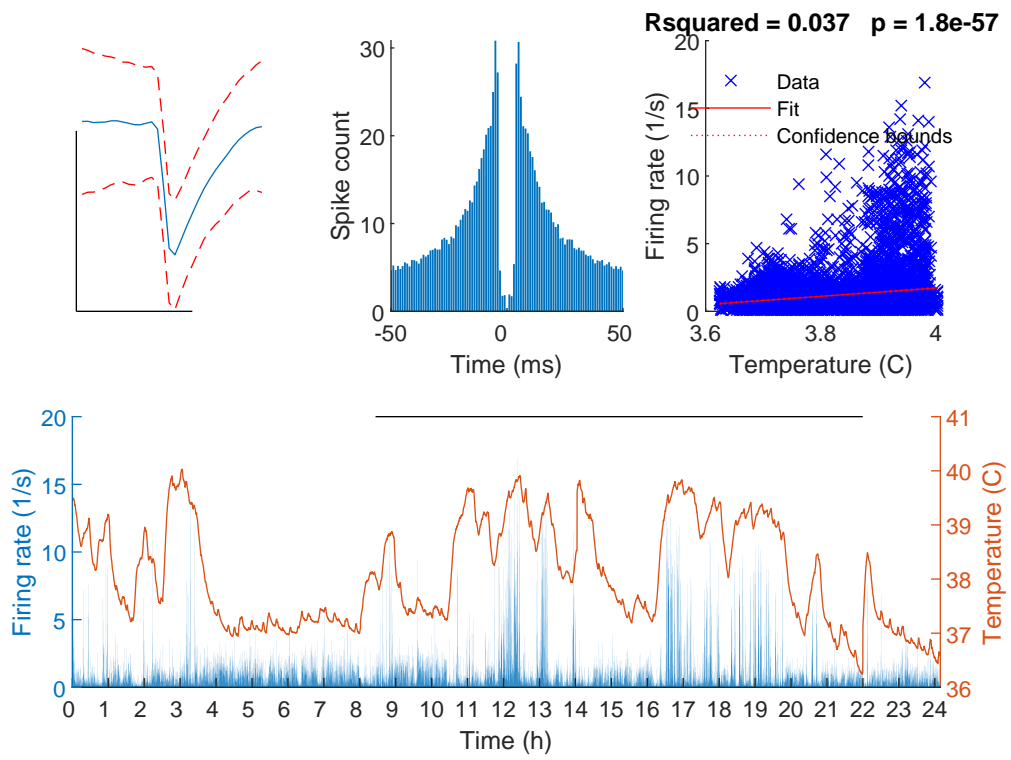 Rsquared = 0.037 p = 1.8e-57
30
20
10
0
Spike count
-50 0 50
Time (ms)
20
15
10
5
0
Firing rate (1/s)
Data
Fit
Confidence bounds
3.6 3.8 4
Temperature (C)
20
15
10
5
0
Firing rate (1/s)
41
40
39
38
37
36
Temperature (C)
0 1 2 3 4 5 6 7 8 9 10 11 12 13 14 15 16 17 18 19 20 21 22 23 24
Time (h)